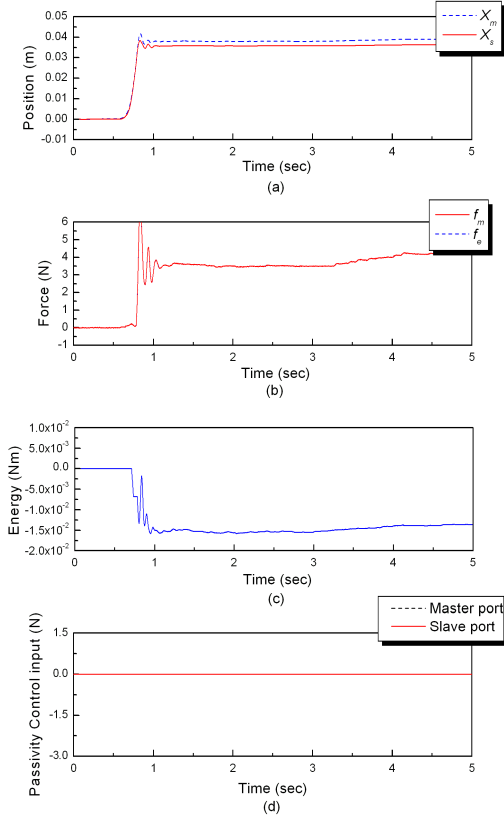 0.05
0.04
0.03
0.02
0.01
0.00
-0.01
Position (m)
X_m
X_s
0 1 2 3 4 5
Time (sec)
(a)
6
5
4
3
2
1
0
-1
Force (N)
f_m
f_e
0 1 2 3 4 5
Time (sec)
(b)
1.0x10^-2
5.0x10^-3
0.0
-5.0x10^-3
-1.0x10^-2
-1.5x10^-2
-2.0x10^-2
Energy (Nm)
0 1 2 3 4 5
Time (sec)
(c)
Master port
Slave port
1.5
0.0
-1.5
-3.0
Passivity Control input (N)
0 1 2 3 4 5
Time (sec)
(d)